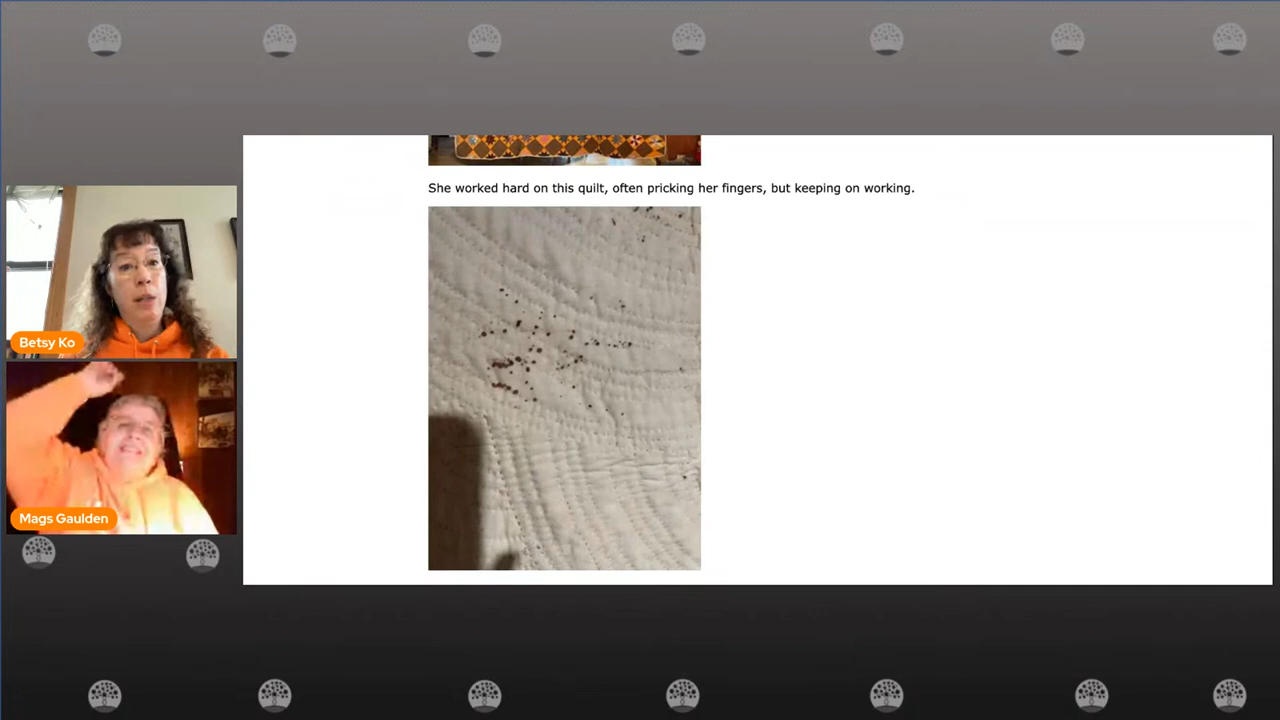 She worked hard on this quilt, often pricking her fingers, but keeping on working.
Betsy Ko
Mags Gaulden